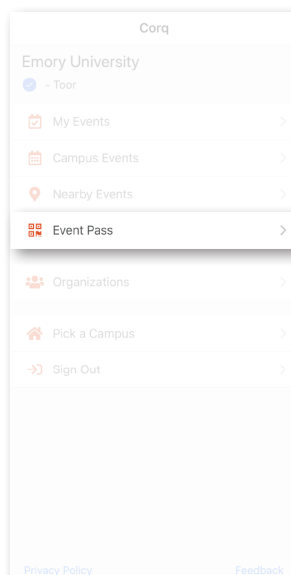 Corq
Emory University
- Toor
My Events
Campus Events
Nearby Events
Event Pass
Organizations
Pick a Campus
Sign Out
Privacy Policy Feedback